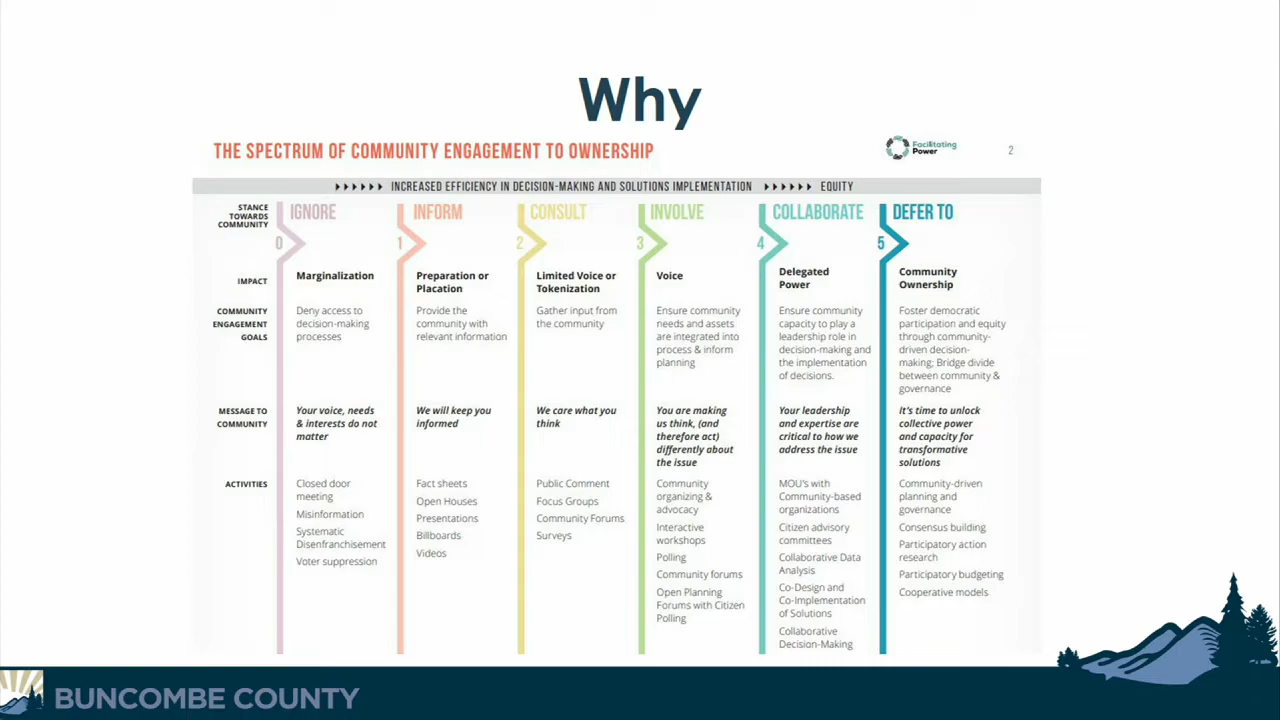 Why
THE SPECTRUM OF COMMUNITY ENGAGEMENT TO OWNERSHIP
Facilitating
Power
2
INCREASED EFFICIENCY IN DECISION-MAKING AND SOLUTIONS IMPLEMENTATION
EQUITY
STANCE
TOWARDS
COMMUNITY
IGNORE
INFORM
CONSULT
INVOLVE
COLLABORATE
DEFER TO
0
1
2
3
4
5
IMPACT
Marginalization
Preparation or
Placation
Limited Voice or
Tokenization
Voice
Delegated
Power
Community
Ownership
COMMUNITY
ENGAGEMENT
GOALS
Deny access to
decision-making
processes
Provide the
community with
relevant information
Gather input from
the community
Ensure community
needs and assets
are integrated into
process & inform
planning
Ensure community
capacity to play a
leadership role in
decision-making and
the implementation
of decisions.
Foster democratic
participation and equity
through community-
driven decision-
making; Bridge divide
between community &
governance
MESSAGE TO
COMMUNITY
Your voice, needs
& interests do not
matter
We will keep you
informed
We care what you
think
You are making
us think, (and
therefore act)
differently about
the issue
Your leadership
and expertise are
critical to how we
address the issue
It's time to unlock
collective power
and capacity for
transformative
solutions
ACTIVITIES
Closed door
meeting
Misinformation
Systematic
Disenfranchisement
Voter suppression
Fact sheets
Open Houses
Presentations
Billboards
Videos
Public Comment
Focus Groups
Community Forums
Surveys
Community
organizing &
advocacy
Interactive
workshops
Polling
Community forums
Open Planning
Forums with Citizen
Polling
MOU's with
Community-based
organizations
Citizen advisory
committees
Collaborative Data
Analysis
Co-Design and
Co-Implementation
of Solutions
Collaborative
Decision-Making
Community-driven
planning and
governance
Consensus building
Participatory action
research
Participatory budgeting
Cooperative models
BUNCOMBE COUNTY